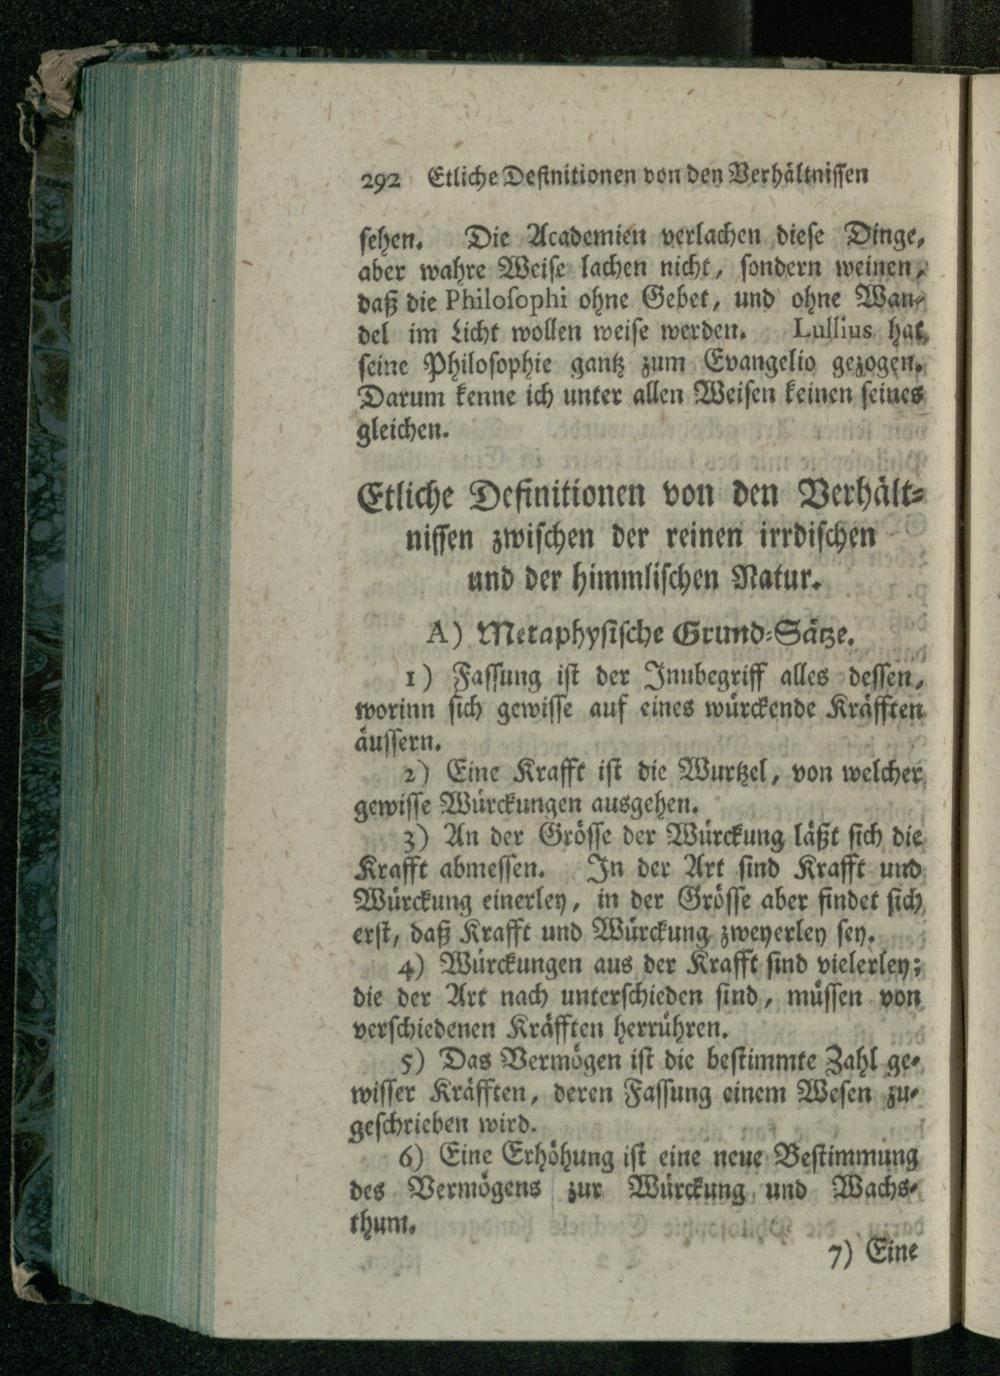 292 Etliche Definitionen von den Verhältnissen
sehen. Die Academien verlachen diese Dinge,
aber wahre Weise lachen nicht, sondern weinen,
daß die Philosophi ohne Gebet, und ohne Wan-
del im Licht wollen weise werden. Lullius hat
seine Philosophie gantz zum Evangelio gezogen.
Darum kenne ich unter allen Weisen keinen seines
gleichen.
Etliche Definitionen von den Verhält-
nissen zwischen der reinen irrdischen
und der himmlischen Natur.
A) Metaphysische Grund-Sätze.
1) Fassung ist der Innbegriff alles dessen,
worinn sich gewisse auf eines würckende Kräfften
äussern.
2) Eine Krafft ist die Wurtzel, von welcher
gewisse Würckungen ausgehen.
3) An der Grösse der Würckung läßt sich die
Krafft abmessen. In der Art sind Krafft und
Würckung einerley, in der Grösse aber findet sich
erst, daß Krafft und Würckung zweyerley sey.
4) Würckungen aus der Krafft sind vielerley;
die der Art nach unterschieden sind, müssen von
verschiedenen Kräfften herrühren.
5) Das Vermögen ist die bestimmte Zahl ge-
wisser Kräfften, deren Fassung einem Wesen zu-
geschrieben wird.
6) Eine Erhöhung ist eine neue Bestimmung
des Vermögens zur Würckung und Wachs-
thum.
7) Eine